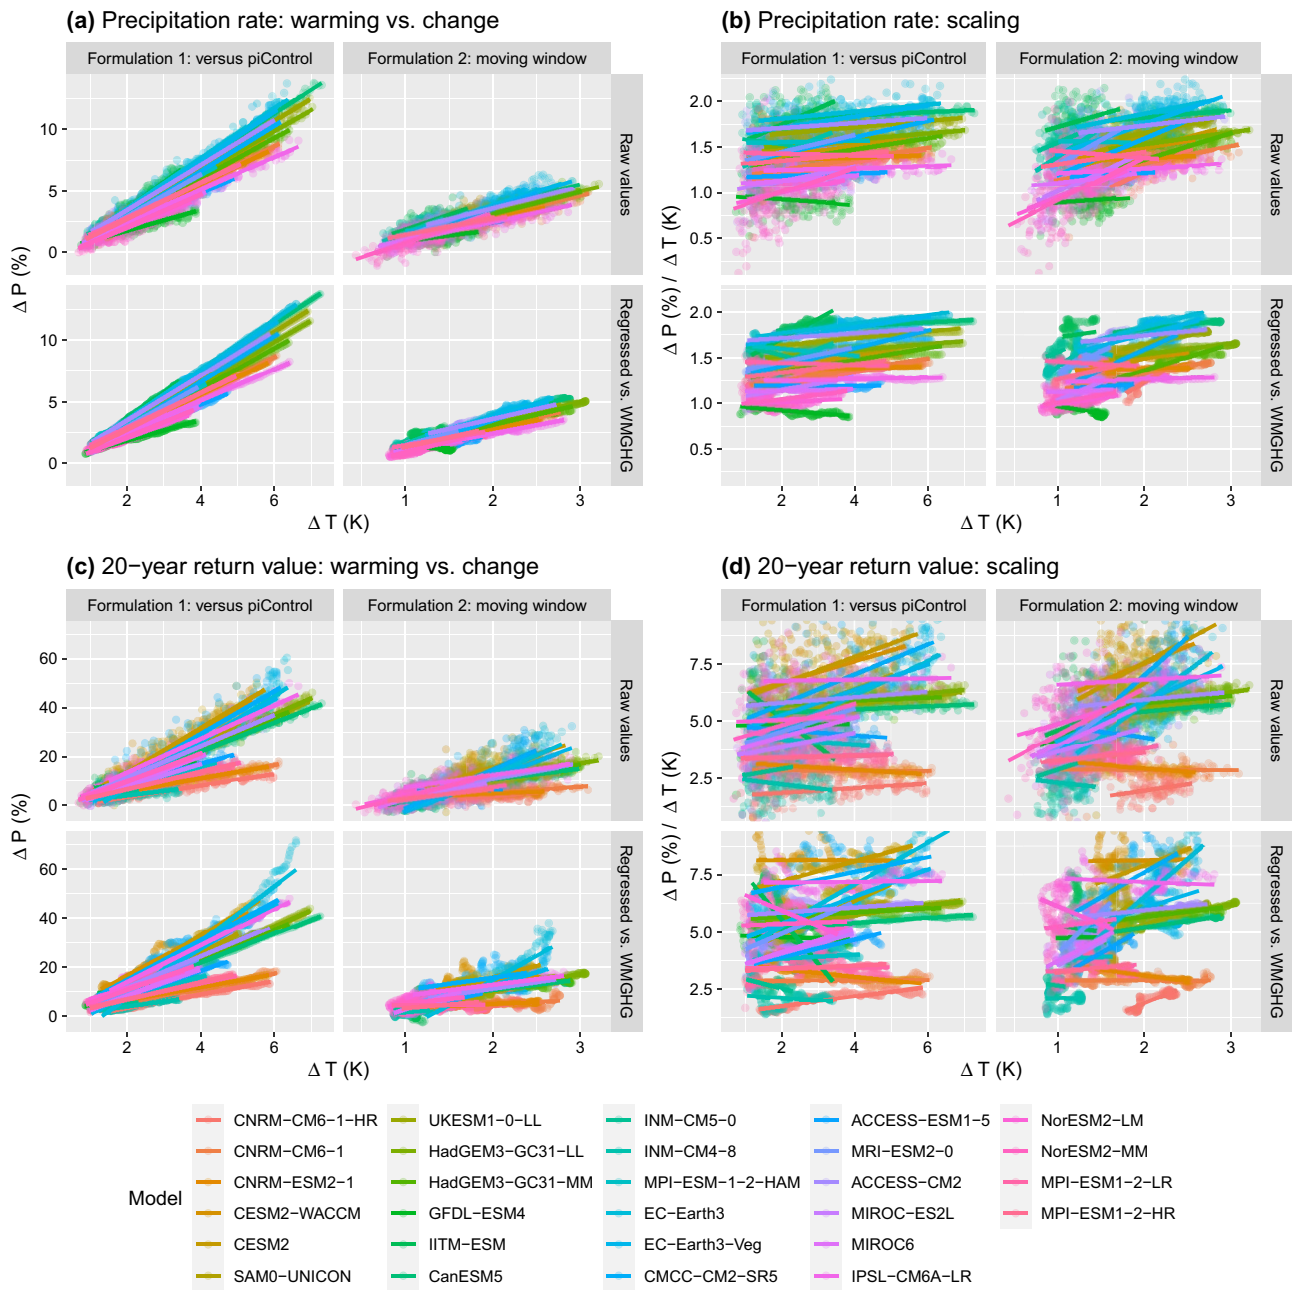 (a) Precipitation rate: warming vs. change
Formulation 1: versus piControl
Formulation 2: moving window
Raw values
Regressed vs. WMGHG
Δ P (%)
10
5
0
10
5
0
2
4
6
1
2
3
Δ T (K)
(b) Precipitation rate: scaling
Formulation 1: versus piControl
Formulation 2: moving window
Raw values
Regressed vs. WMGHG
Δ P (%) / Δ T (K)
2.0
1.5
1.0
0.5
2.0
1.5
1.0
0.5
2
4
6
1
2
3
Δ T (K)
(c) 20−year return value: warming vs. change
Formulation 1: versus piControl
Formulation 2: moving window
Raw values
Regressed vs. WMGHG
Δ P (%)
60
40
20
0
60
40
20
0
2
4
6
1
2
3
Δ T (K)
(d) 20−year return value: scaling
Formulation 1: versus piControl
Formulation 2: moving window
Raw values
Regressed vs. WMGHG
Δ P (%) / Δ T (K)
7.5
5.0
2.5
7.5
5.0
2.5
2
4
6
1
2
3
Δ T (K)
Model
CNRM−CM6−1−HR
CNRM−CM6−1
CNRM−ESM2−1
CESM2−WACCM
CESM2
SAM0−UNICON
UKESM1−0−LL
HadGEM3−GC31−LL
HadGEM3−GC31−MM
GFDL−ESM4
IITM−ESM
CanESM5
INM−CM5−0
INM−CM4−8
MPI−ESM−1−2−HAM
EC−Earth3
EC−Earth3−Veg
CMCC−CM2−SR5
ACCESS−ESM1−5
MRI−ESM2−0
ACCESS−CM2
MIROC−ES2L
MIROC6
IPSL−CM6A−LR
NorESM2−LM
NorESM2−MM
MPI−ESM1−2−LR
MPI−ESM1−2−HR